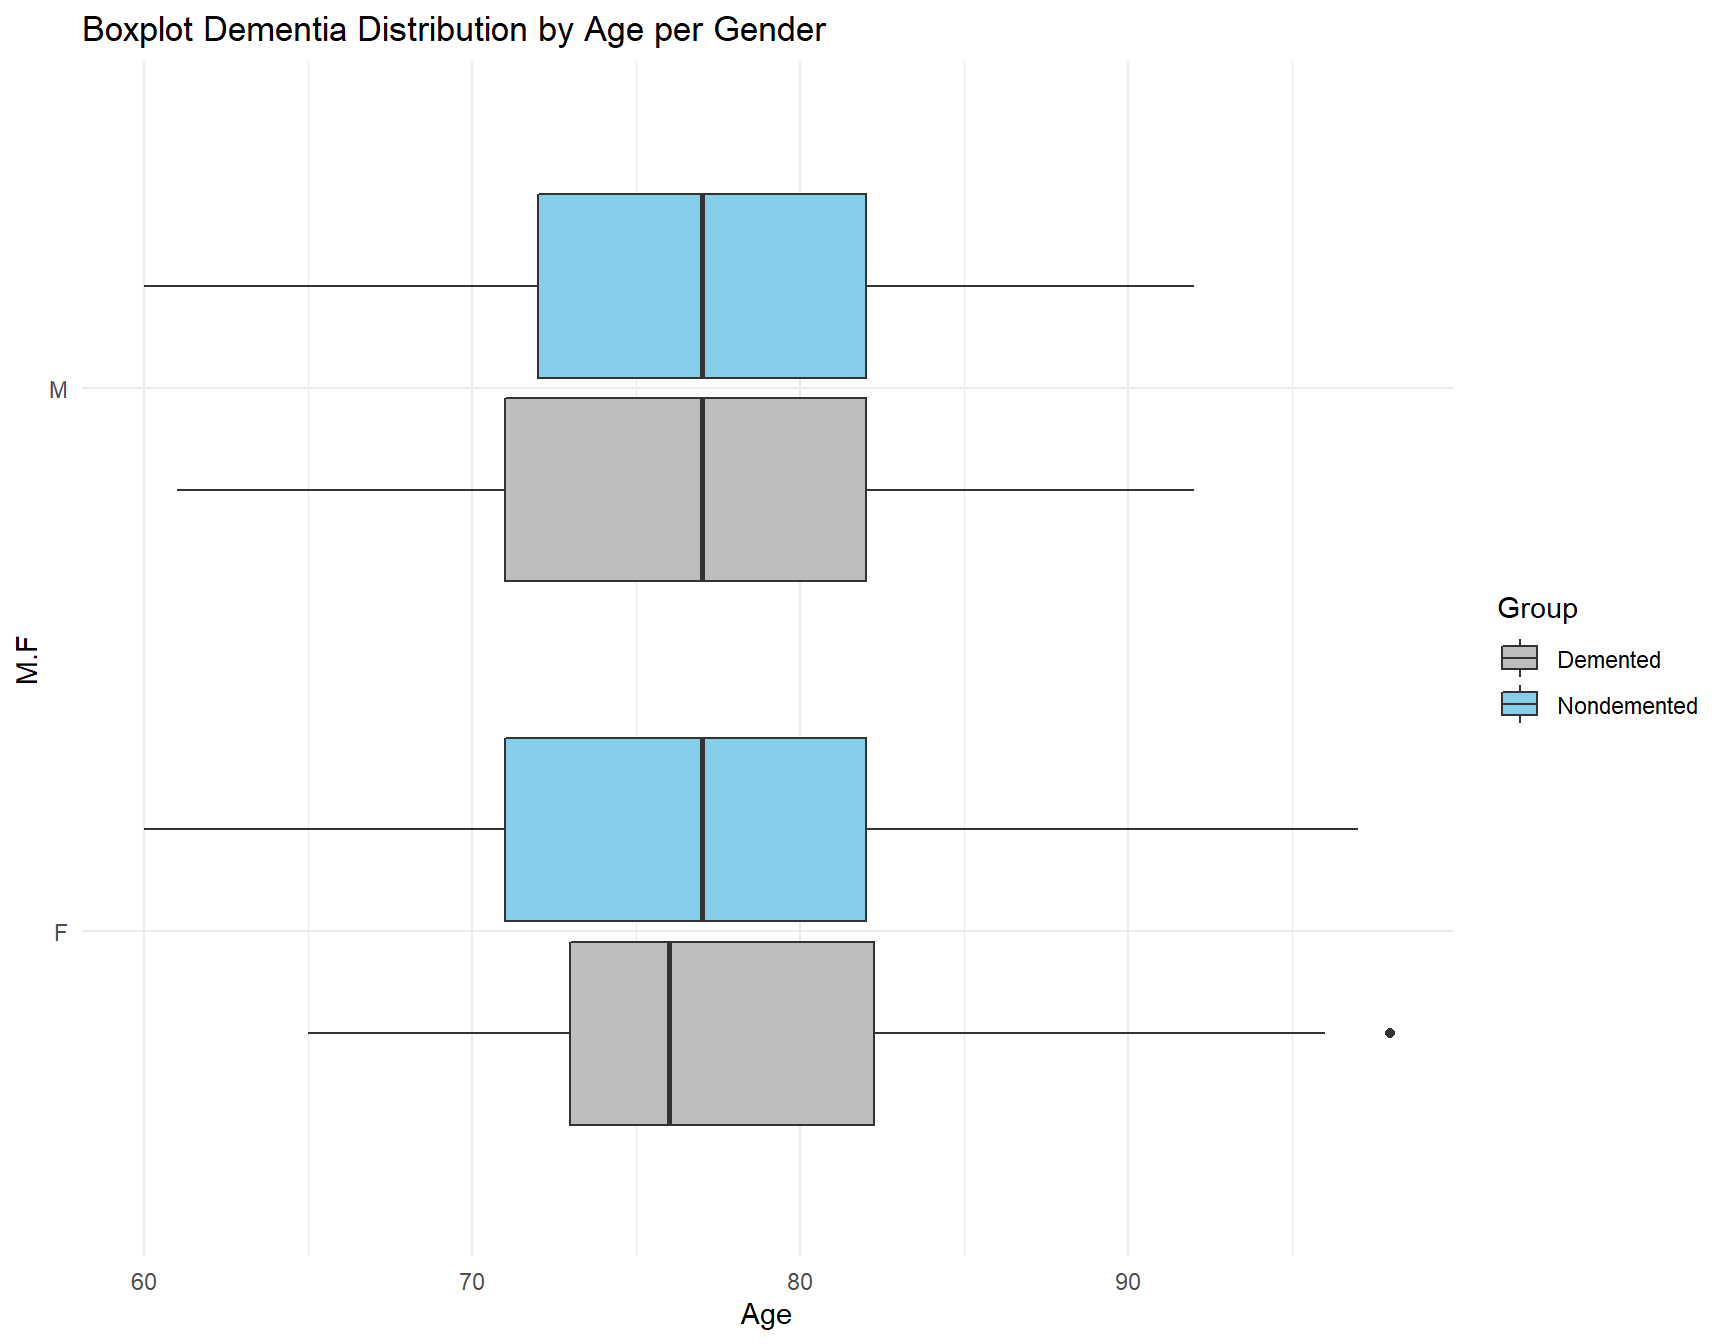 Boxplot Dementia Distribution by Age per Gender
M
M.F
F
Group
Demented
Nondemented
60 70 80 90
Age